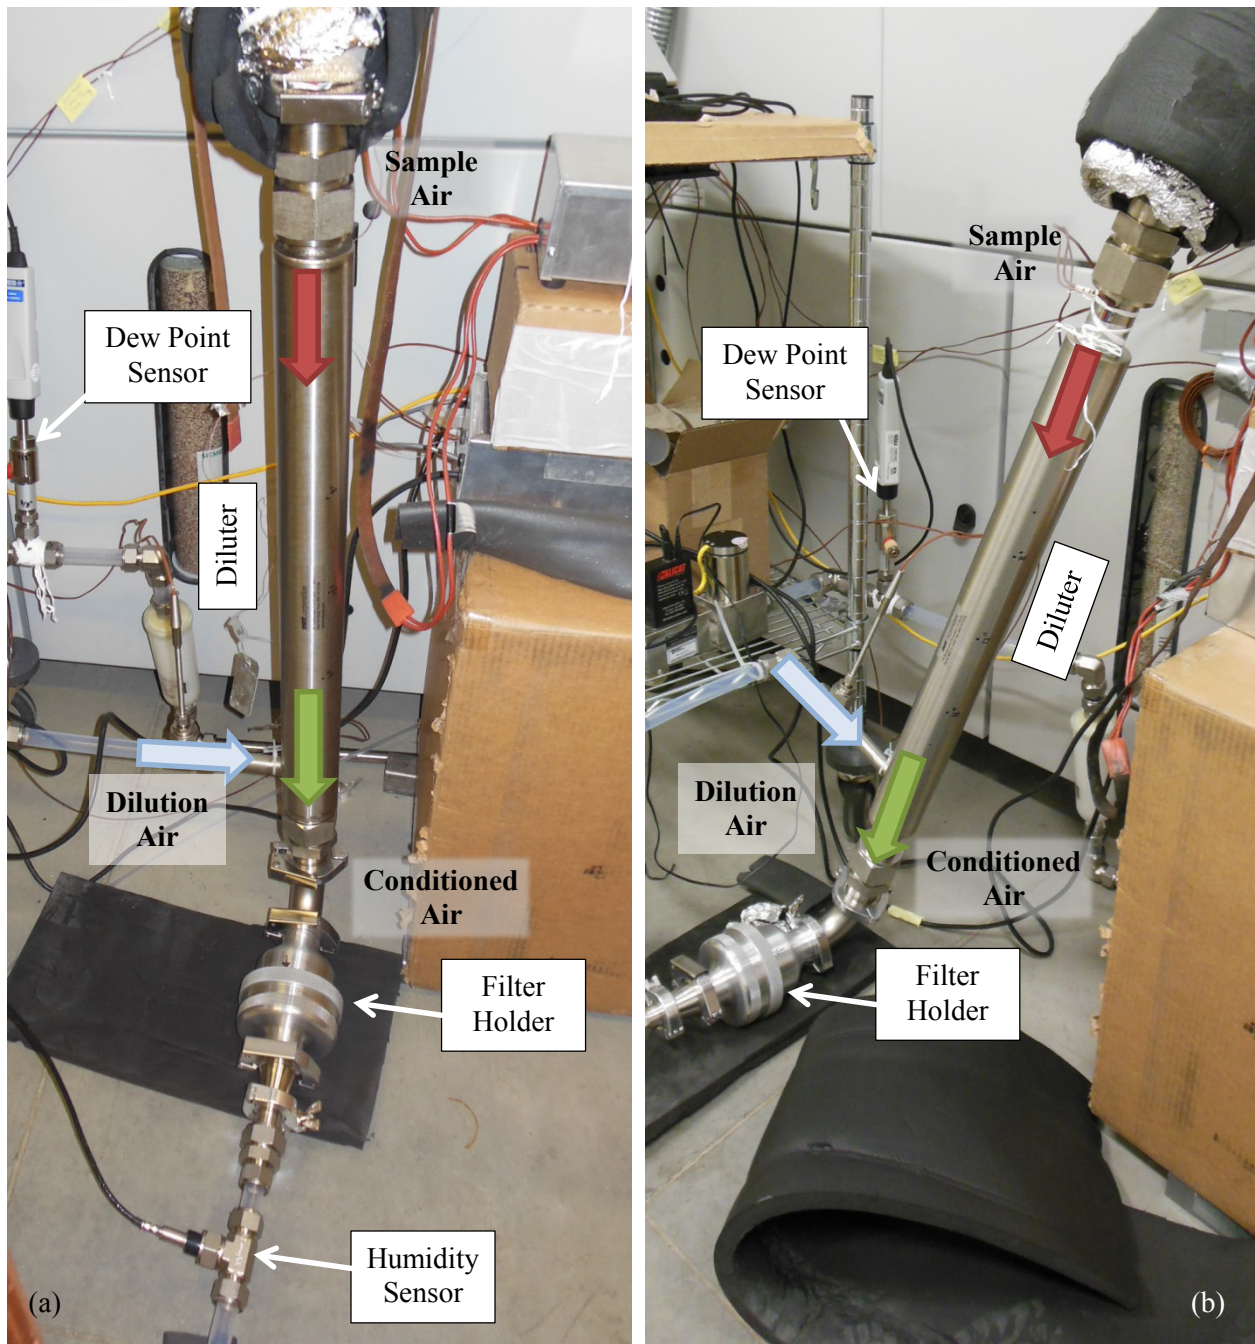 Sample
Air
Dew Point
Sensor
Diluter
Dilution
Air
Conditioned
Air
Filter
Holder
Humidity
Sensor
(a)
Sample
Air
Dew Point
Sensor
Diluter
ALICAT
Dilution
Air
Conditioned
Air
Filter
Holder
(b)